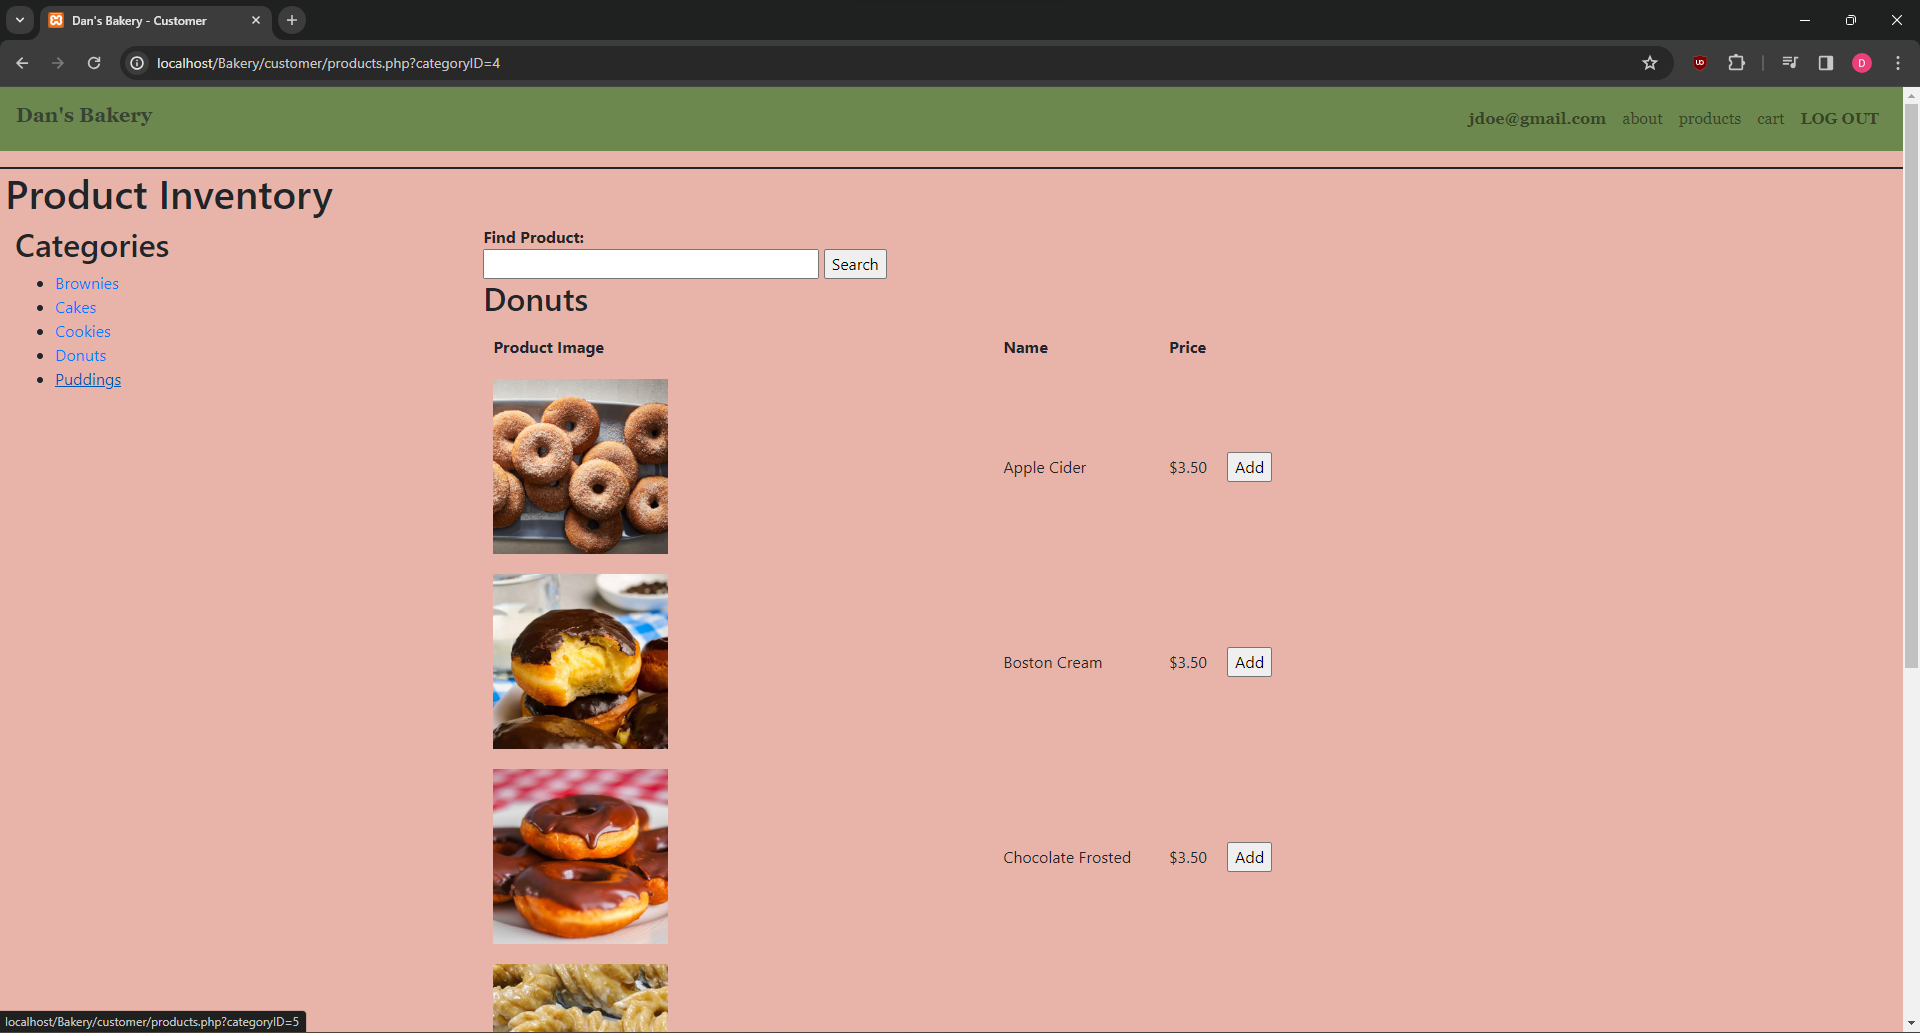 Dan's Bakery - Customer
localhost/Bakery/customer/products.php?categoryID=4
UD
D
Dan's Bakery
jdoe@gmail.com about products cart LOG OUT
Product Inventory
Categories
Brownies
Cakes
Cookies
Donuts
Puddings
Find Product:
Search
Donuts
Product Image Name Price
Apple Cider $3.50 Add
Boston Cream $3.50 Add
Chocolate Frosted $3.50 Add
localhost/Bakery/customer/products.php?categoryID=5